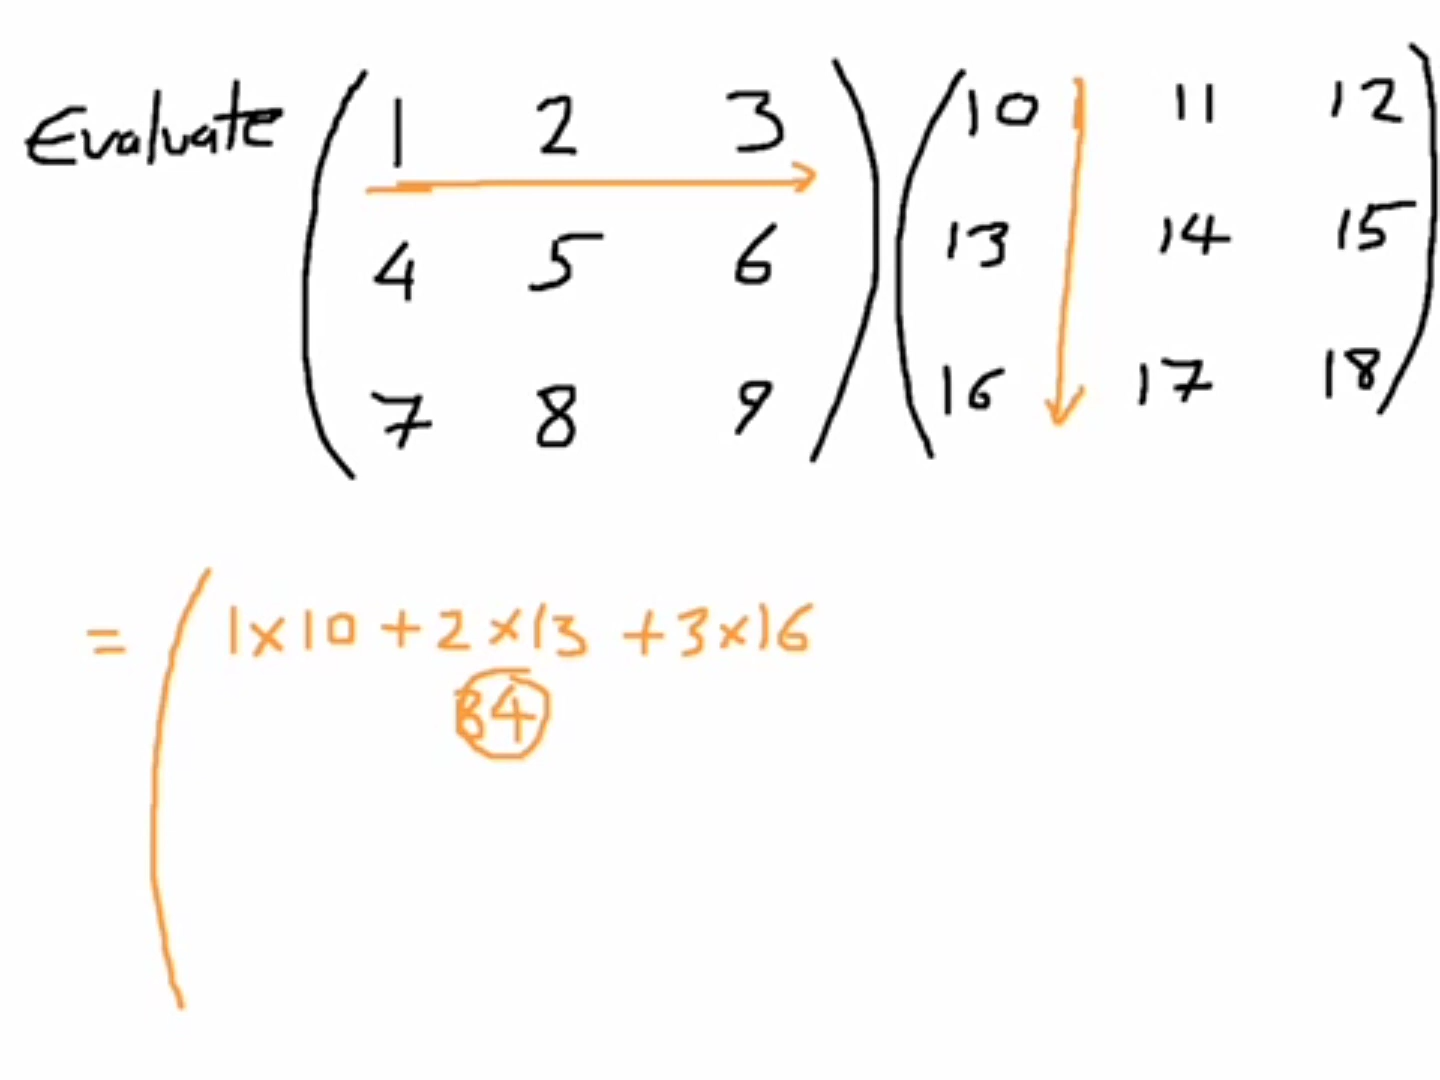 Evaluate ( 1 2 3 ) ( 10 11 12 )
4 5 6 13 14 15
7 8 9 16 17 18
= ( 1×10 + 2×13 + 3×16
84